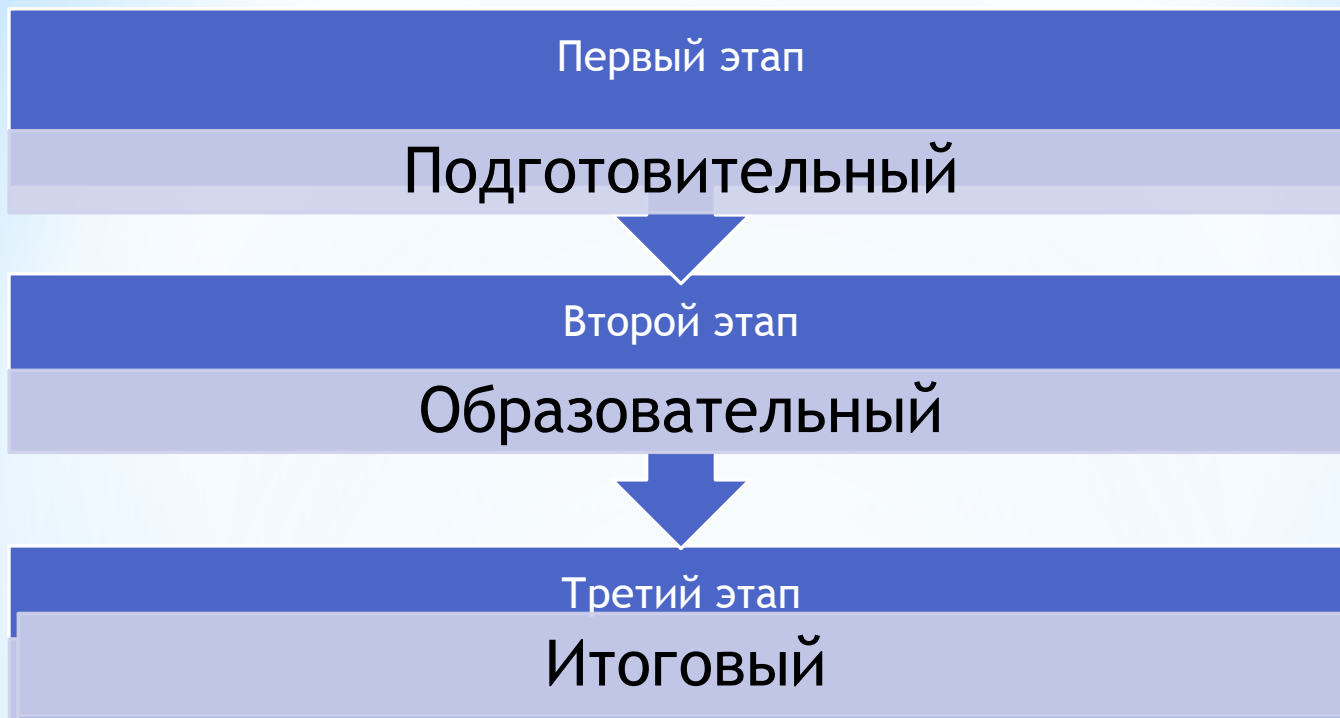 Первый этап
Подготовительный
Второй этап
Образовательный
Третий этап
Итоговый